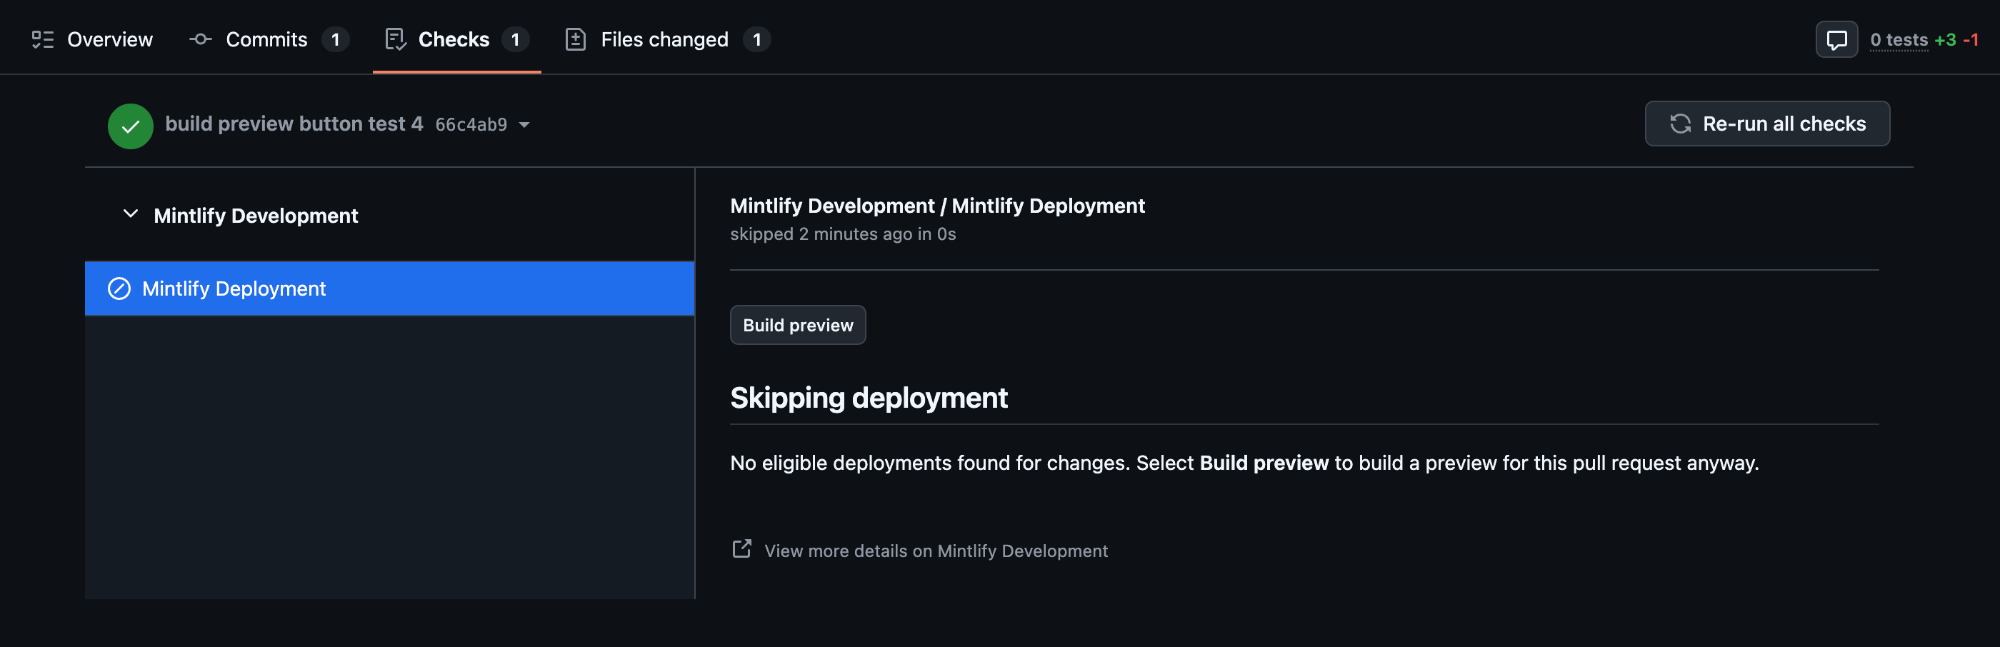 Overview Commits 1 Checks 1 Files changed 1 0 tests +3 -1
build preview button test 4 66c4ab9 Re-run all checks
Mintlify Development
Mintlify Deployment
Mintlify Development / Mintlify Deployment
skipped 2 minutes ago in 0s
Build preview
Skipping deployment
No eligible deployments found for changes. Select Build preview to build a preview for this pull request anyway.
View more details on Mintlify Development